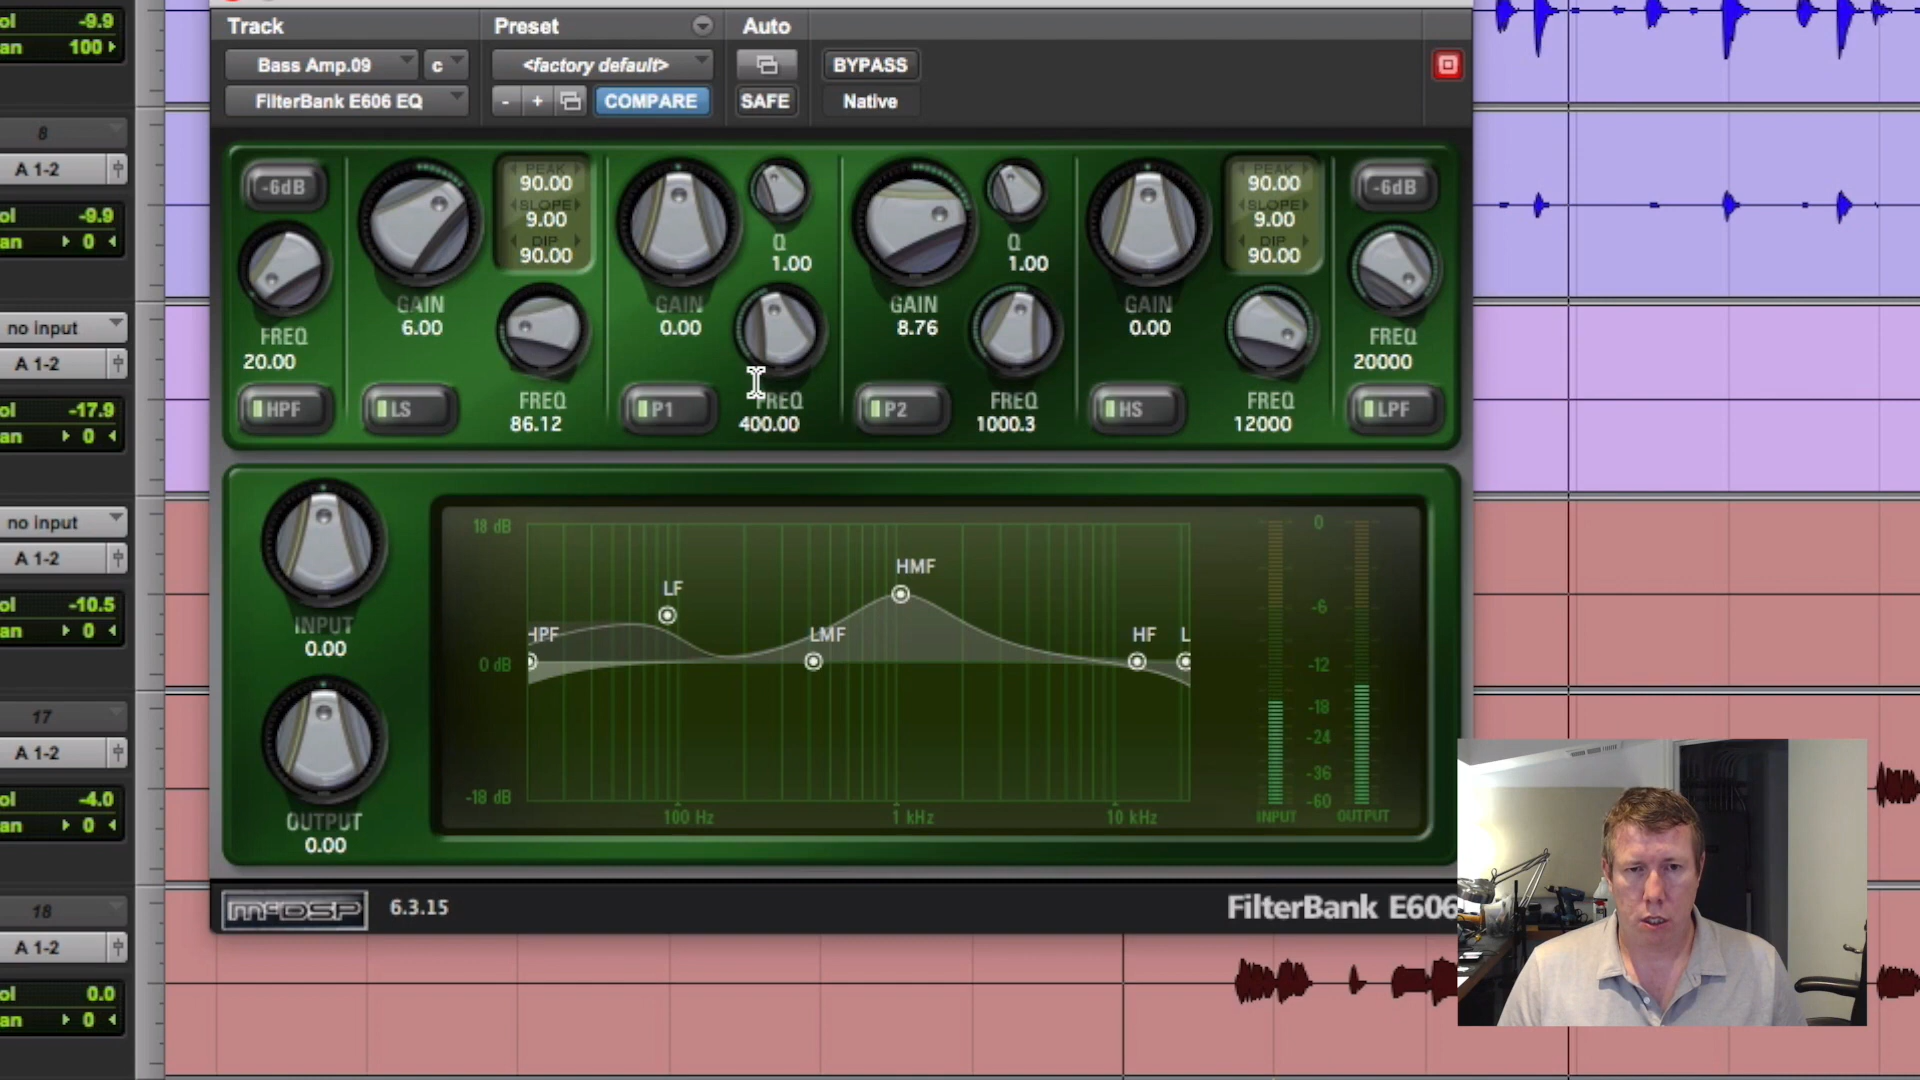 Track
Preset
Auto
Bass Amp.09
c
<factory default>
BYPASS
FilterBank E606 EQ
-
+
COMPARE
SAFE
Native
-6dB
FREQ
20.00
HPF
GAIN
6.00
LS
PEAK
90.00
SLOPE
9.00
DIP
90.00
FREQ
86.12
GAIN
0.00
P1
Q
1.00
FREQ
400.00
GAIN
8.76
P2
Q
1.00
FREQ
1000.3
GAIN
0.00
HS
PEAK
90.00
SLOPE
9.00
DIP
90.00
FREQ
12000
-6dB
FREQ
20000
LPF
INPUT
0.00
OUTPUT
0.00
18 dB
0 dB
-18 dB
HPF
LF
LMF
HMF
HF
L
100 Hz
1 kHz
10 kHz
0
-6
-12
-18
-24
-36
-60
INPUT
OUTPUT
McDSP
6.3.15
FilterBank E606
ol -9.9
an 100
8
A 1-2
ol -9.9
an 0
no input
A 1-2
ol -17.9
an 0
no input
A 1-2
ol -10.5
an 0
17
A 1-2
ol -4.0
an 0
18
A 1-2
ol 0.0
an 0